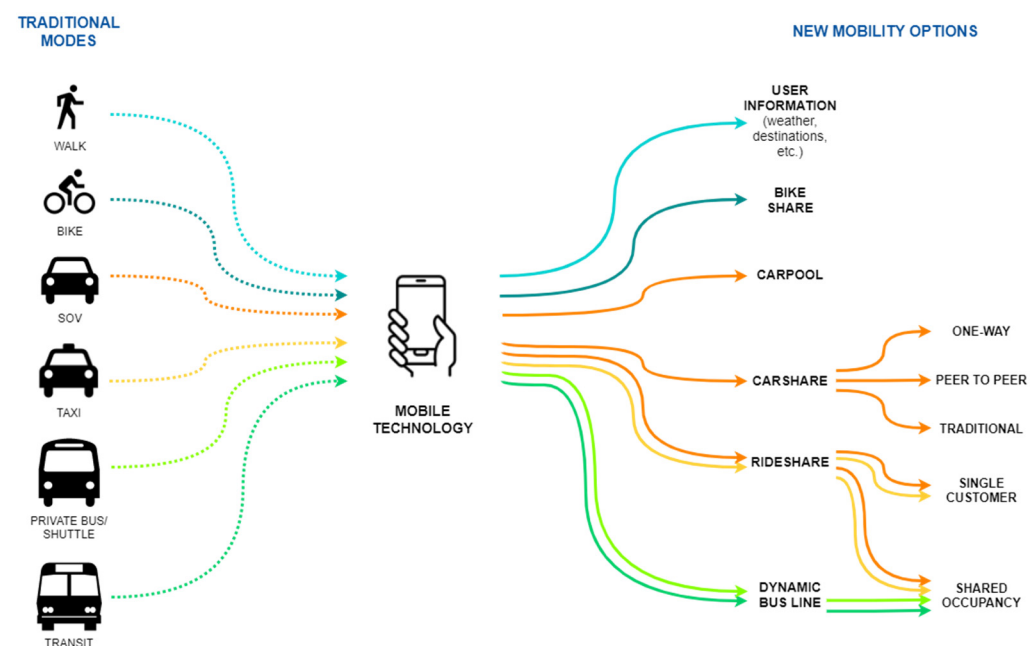 TRADITIONAL
MODES
NEW MOBILITY OPTIONS
WALK
BIKE
SOV
TAXI
PRIVATE BUS/
SHUTTLE
TRANSIT
MOBILE
TECHNOLOGY
USER
INFORMATION
(weather,
destinations,
etc.)
BIKE
SHARE
CARPOOL
CARSHARE
ONE-WAY
PEER TO PEER
TRADITIONAL
RIDESHARE
SINGLE
CUSTOMER
DYNAMIC
BUS LINE
SHARED
OCCUPANCY